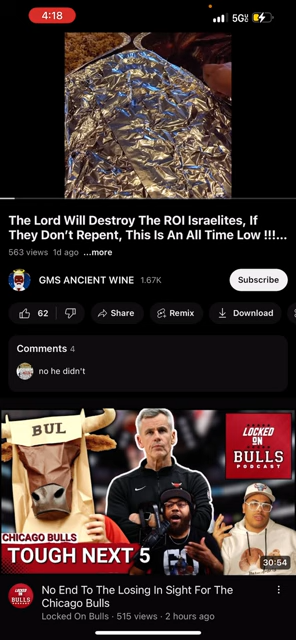 4:18
5G
The Lord Will Destroy The ROI Israelites, If
They Don't Repent, This Is An All Time Low !!!...
563 views 1d ago ...more
GMS ANCIENT WINE 1.67K
Subscribe
62
Share
Remix
Download
Comments 4
no he didn't
BUL
LOCKED
ON
BULLS
PODCAST
CHICAGO BULLS
TOUGH NEXT 5
30:54
No End To The Losing In Sight For The
Chicago Bulls
Locked On Bulls · 515 views · 2 hours ago